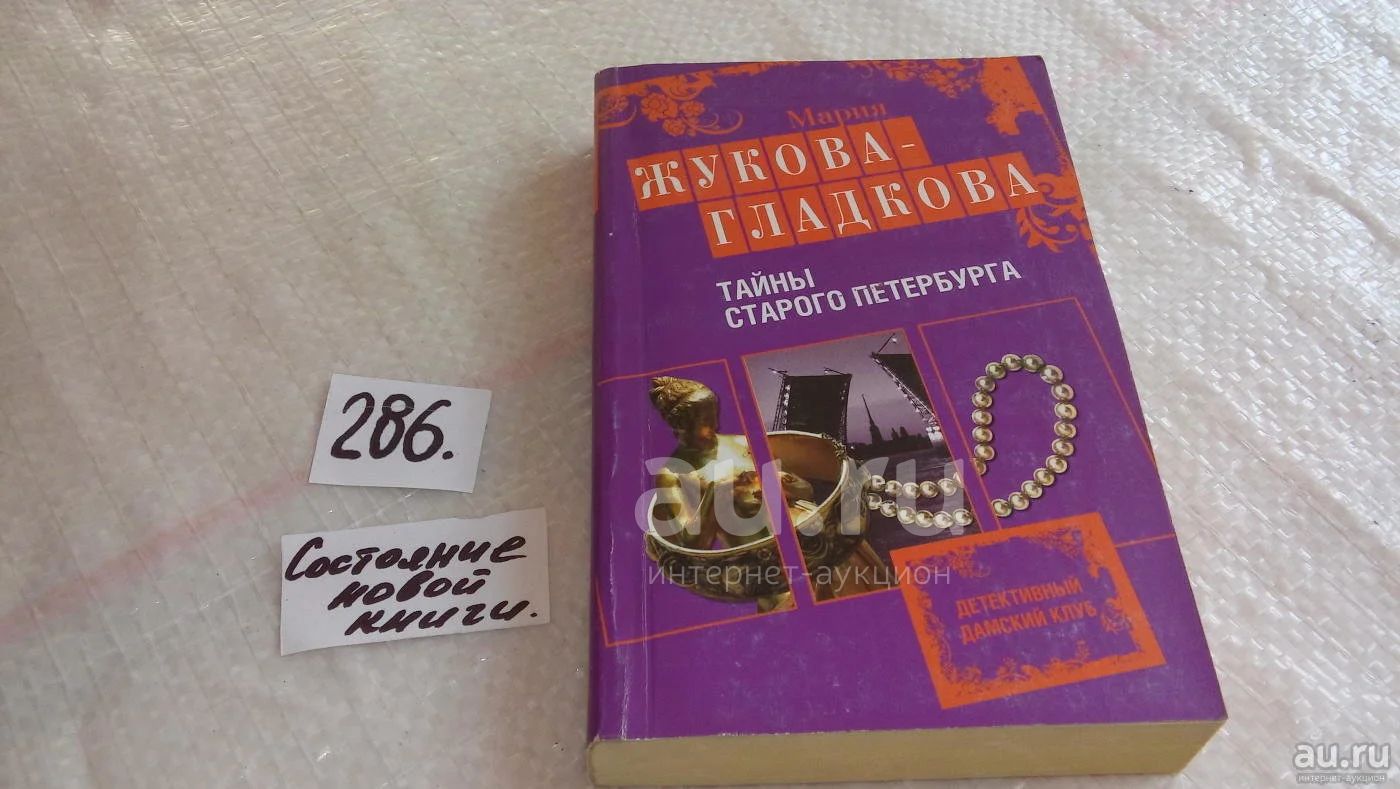 Мария
ЖУКОВА-
ГЛАДКОВА
ТАЙНЫ
СТАРОГО ПЕТЕРБУРГА
286.
Состояние
новой
книги.
au.ru
интернет-аукцион
ДЕТЕКТИВНЫЙ
ДАМСКИЙ КЛУБ
au.ru
интернет-аукцион